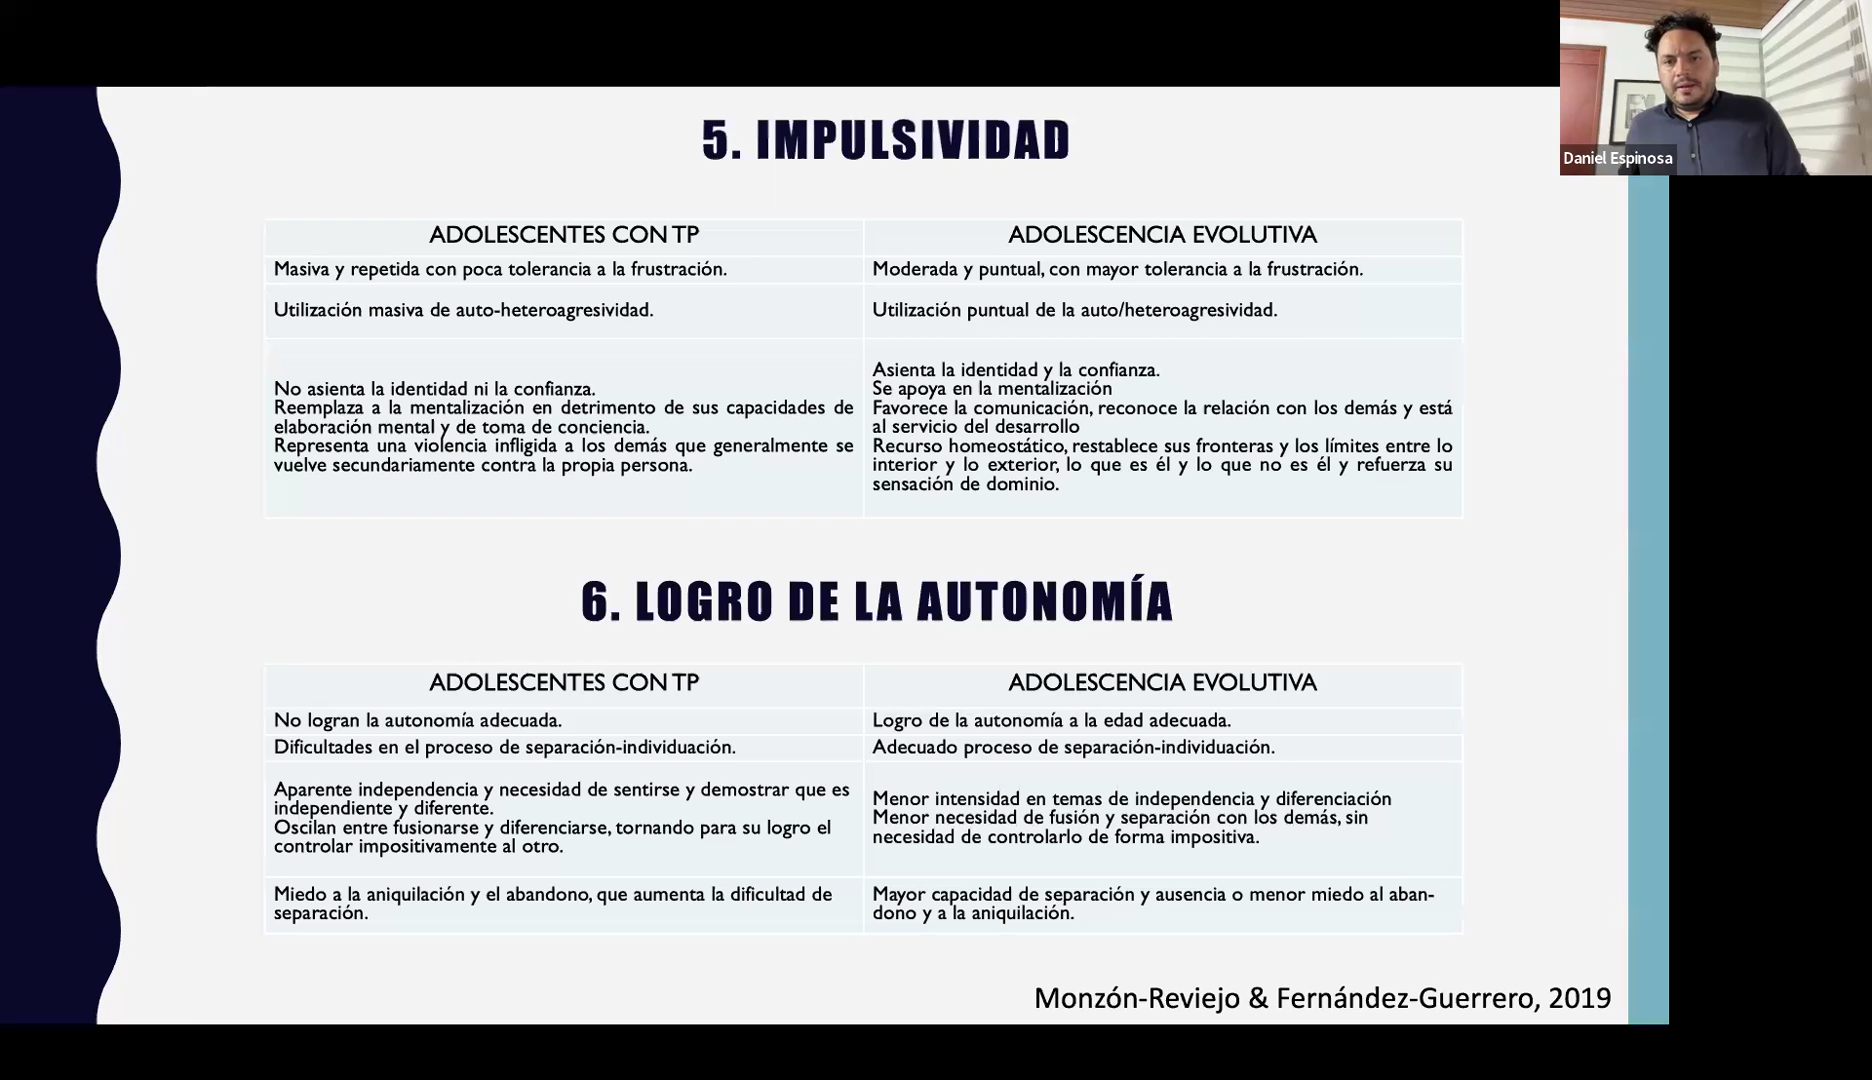 Daniel Espinosa
5. IMPULSIVIDAD
ADOLESCENTES CON TP
ADOLESCENCIA EVOLUTIVA
Masiva y repetida con poca tolerancia a la frustración.
Moderada y puntual, con mayor tolerancia a la frustración.
Utilización masiva de auto-heteroagresividad.
Utilización puntual de la auto/heteroagresividad.
No asienta la identidad ni la confianza.
Reemplaza a la mentalización en detrimento de sus capacidades de
elaboración mental y de toma de conciencia.
Representa una violencia infligida a los demás que generalmente se
vuelve secundariamente contra la propia persona.
Asienta la identidad y la confianza.
Se apoya en la mentalización
Favorece la comunicación, reconoce la relación con los demás y está
al servicio del desarrollo
Recurso homeostático, restablece sus fronteras y los límites entre lo
interior y lo exterior, lo que es él y lo que no es él y refuerza su
sensación de dominio.
6. LOGRO DE LA AUTONOMÍA
ADOLESCENTES CON TP
ADOLESCENCIA EVOLUTIVA
No logran la autonomía adecuada.
Logro de la autonomía a la edad adecuada.
Dificultades en el proceso de separación-individuación.
Adecuado proceso de separación-individuación.
Aparente independencia y necesidad de sentirse y demostrar que es
independiente y diferente.
Oscilan entre fusionarse y diferenciarse, tornando para su logro el
controlar impositivamente al otro.
Menor intensidad en temas de independencia y diferenciación
Menor necesidad de fusión y separación con los demás, sin
necesidad de controlarlo de forma impositiva.
Miedo a la aniquilación y el abandono, que aumenta la dificultad de
separación.
Mayor capacidad de separación y ausencia o menor miedo al aban-
dono y a la aniquilación.
Monzón-Reviejo & Fernández-Guerrero, 2019